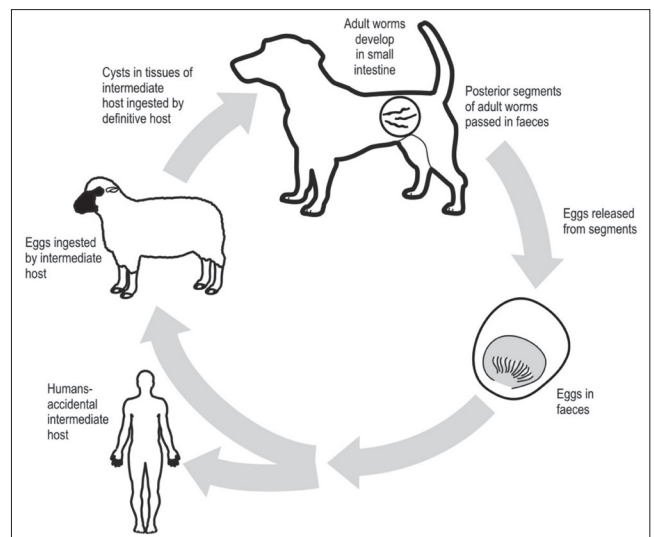 Adult worms
develop
in small
intestine
Cysts in tissues of
intermediate
host ingested by
definitive host
Posterior segments
of adult worms
passed in faeces
Eggs released
from segments
Eggs ingested
by intermediate
host
Eggs in
faeces
Humans-
accidental
intermediate
host